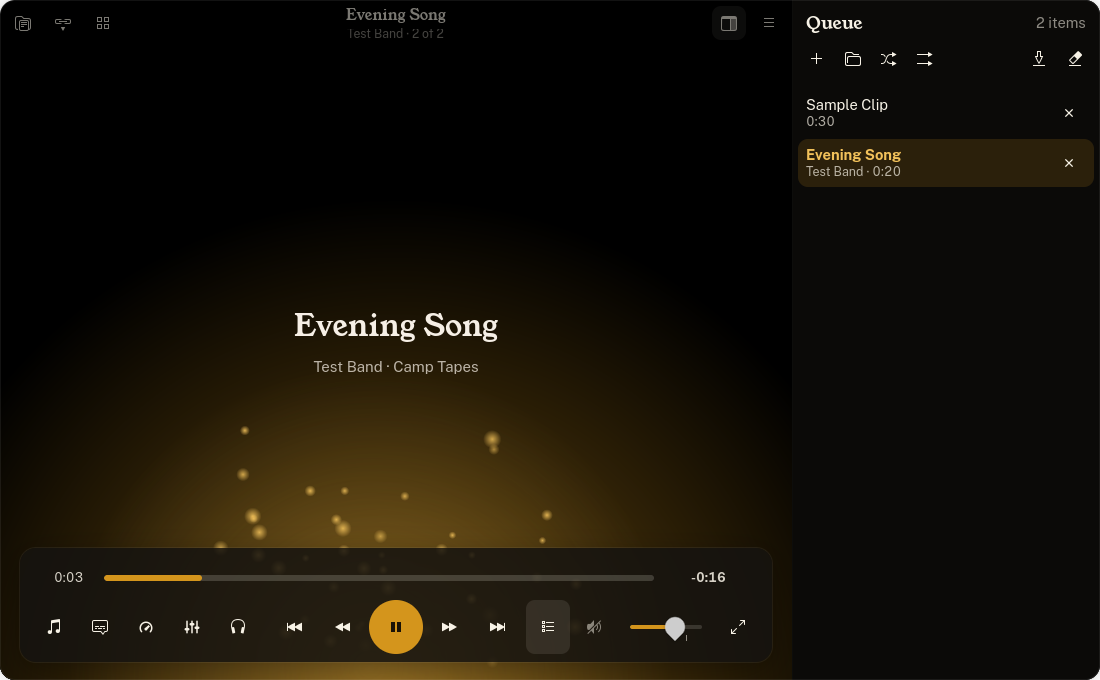 Evening Song
Test Band · 2 of 2
Queue
2 items
Sample Clip
0:30
Evening Song
Test Band · 0:20
Evening Song
Test Band · Camp Tapes
0:03
-0:16